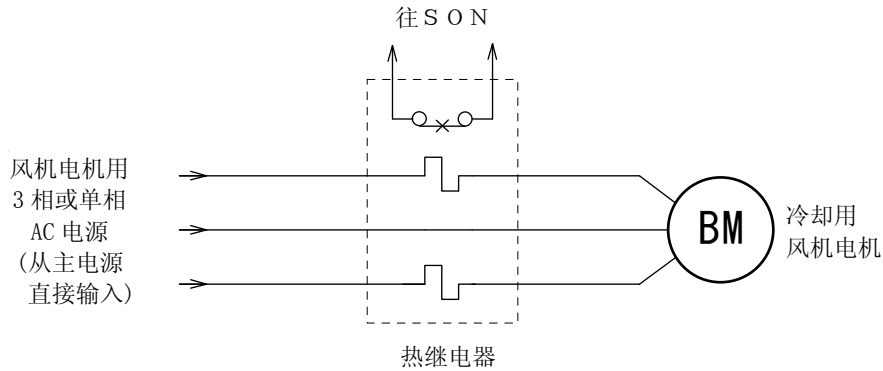 往ＳＯＮ
风机电机用
3 相或单相
AC 电源
(从主电源
直接输入)
BM
冷却用
风机电机
热继电器